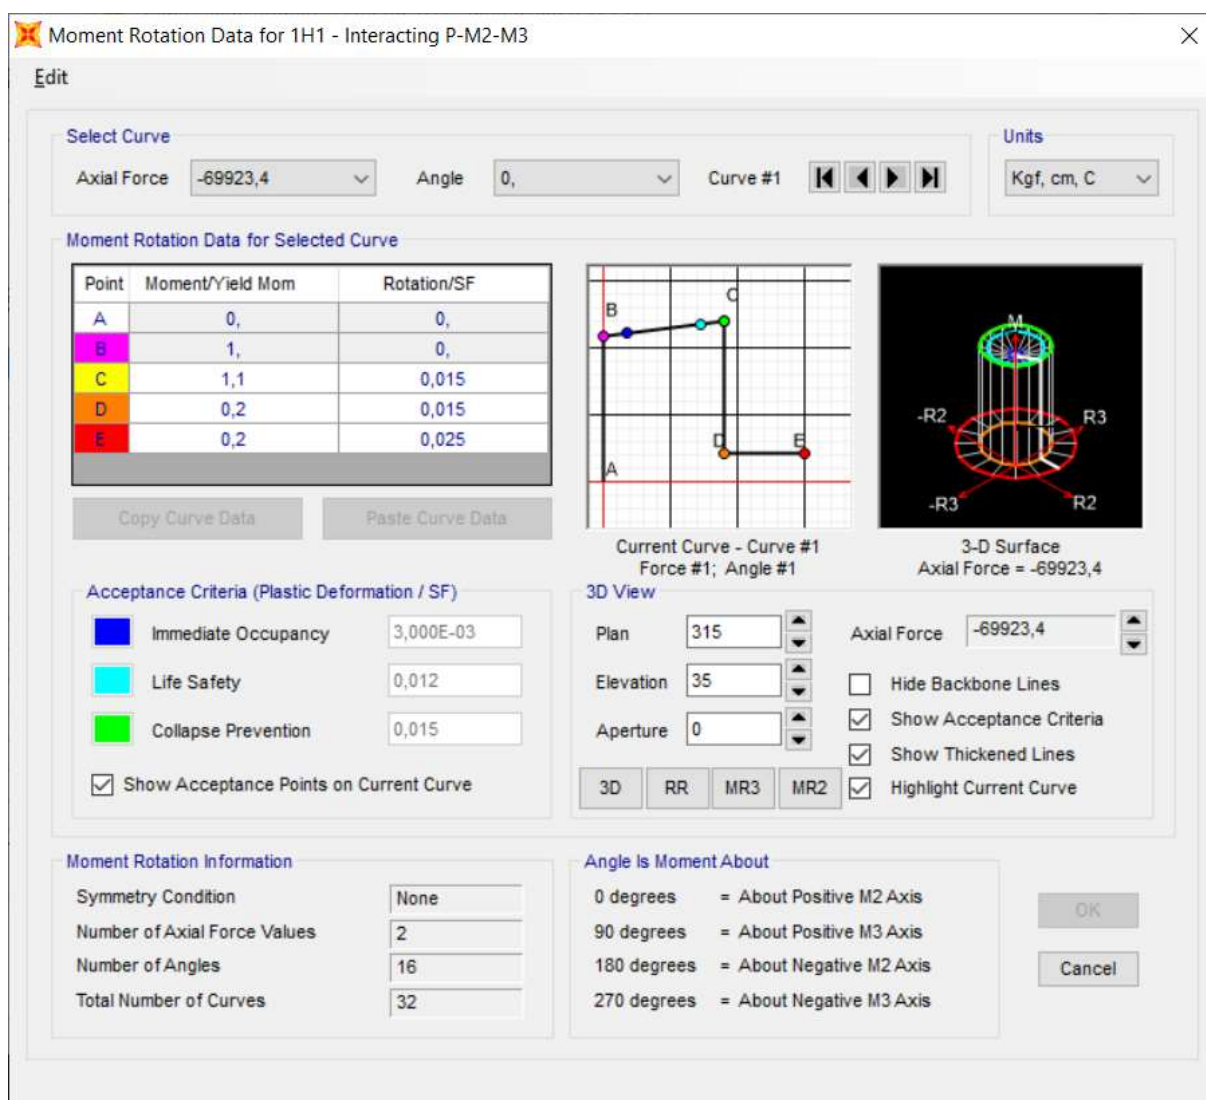 Moment Rotation Data for 1H1 - Interacting P-M2-M3
Edit
Select Curve
Axial Force -69923,4 Angle 0, Curve #1
Units
Kgf, cm, C
Moment Rotation Data for Selected Curve
Point Moment/Yield Mom Rotation/SF
A 0, 0,
B 1, 0,
C 1,1 0,015
D 0,2 0,015
E 0,2 0,025
Copy Curve Data Paste Curve Data
B C
D E
A
Current Curve - Curve #1
Force #1; Angle #1
M
-R2 R3
-R3 R2
3-D Surface
Axial Force = -69923,4
Acceptance Criteria (Plastic Deformation / SF)
Immediate Occupancy 3,000E-03
Life Safety 0,012
Collapse Prevention 0,015
Show Acceptance Points on Current Curve
3D View
Plan 315
Elevation 35
Aperture 0
3D RR MR3 MR2
Axial Force -69923,4
Hide Backbone Lines
Show Acceptance Criteria
Show Thickened Lines
Highlight Current Curve
Moment Rotation Information
Symmetry Condition None
Number of Axial Force Values 2
Number of Angles 16
Total Number of Curves 32
Angle Is Moment About
0 degrees = About Positive M2 Axis
90 degrees = About Positive M3 Axis
180 degrees = About Negative M2 Axis
270 degrees = About Negative M3 Axis
OK
Cancel